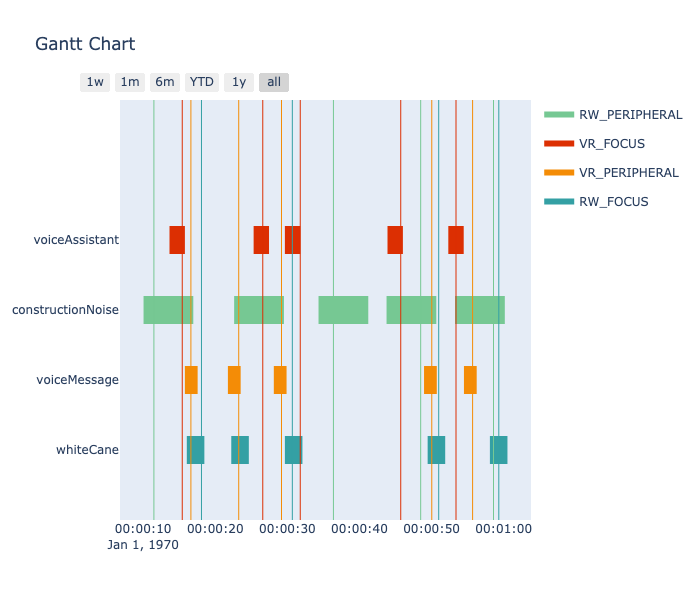 Gantt Chart
1w 1m 6m YTD 1y all
RW_PERIPHERAL
VR_FOCUS
VR_PERIPHERAL
RW_FOCUS
voiceAssistant
constructionNoise
voiceMessage
whiteCane
00:00:10 00:00:20 00:00:30 00:00:40 00:00:50 00:01:00
Jan 1, 1970